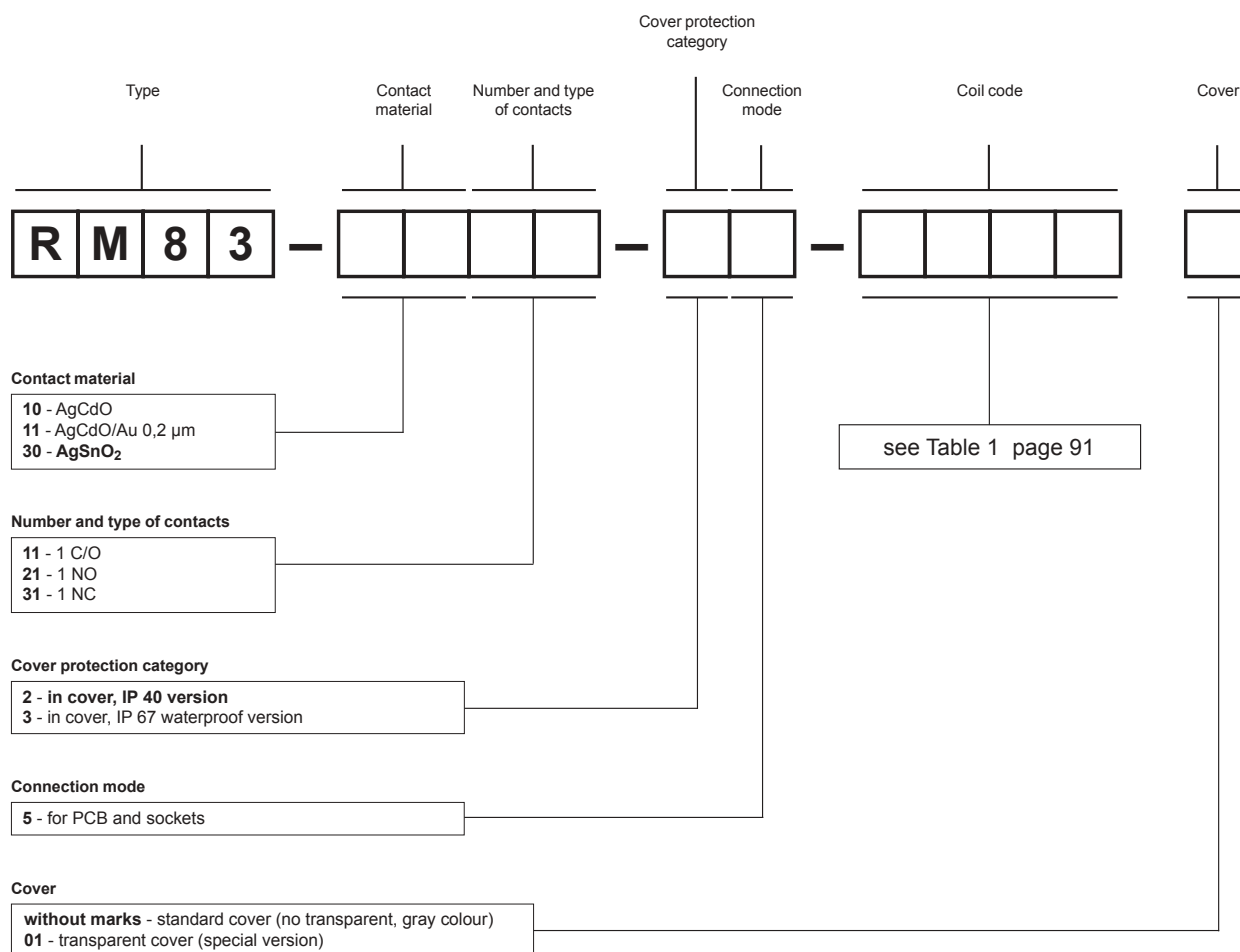 Cover protection
category
Type
Contact
material
Number and type
of contacts
Connection
mode
Coil code
Cover
RM83 – – –
Contact material
10 - AgCdO
11 - AgCdO/Au 0,2 µm
30 - AgSnO₂
see Table 1 page 91
Number and type of contacts
11 - 1 C/O
21 - 1 NO
31 - 1 NC
Cover protection category
2 - in cover, IP 40 version
3 - in cover, IP 67 waterproof version
Connection mode
5 - for PCB and sockets
Cover
without marks - standard cover (no transparent, gray colour)
01 - transparent cover (special version)